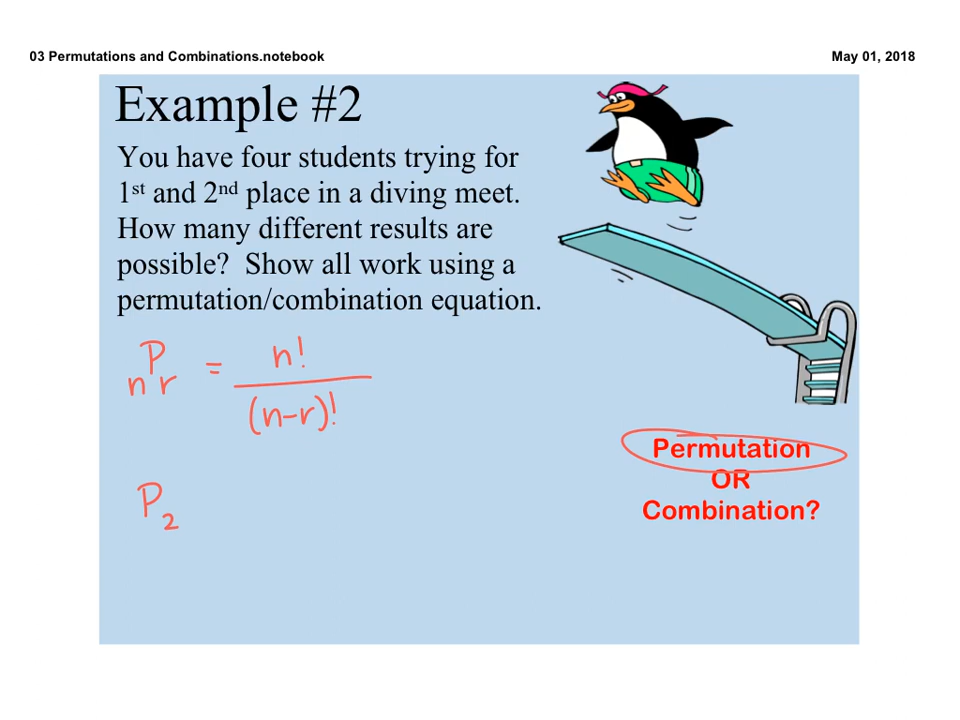 03 Permutations and Combinations.notebook May 01, 2018
Example #2
You have four students trying for
1st and 2nd place in a diving meet.
How many different results are
possible? Show all work using a
permutation/combination equation.
nPr = n!
(n-r)!
Permutation
OR
Combination?
P2